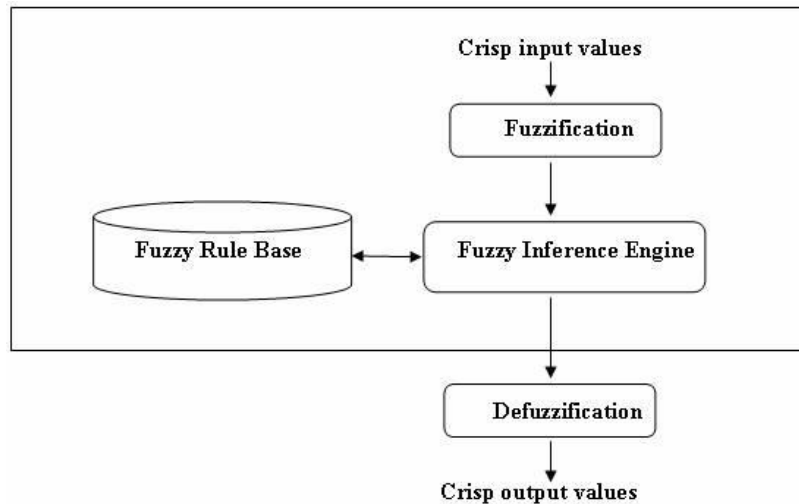 Crisp input values
Fuzzification
Fuzzy Rule Base
Fuzzy Inference Engine
Defuzzification
Crisp output values